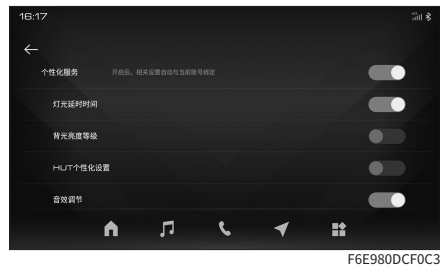 16:17
个性化服务 开启后，相关设置自动与当前账号绑定
灯光延时时间
背光亮度等级
HUT个性化设置
音效调节
F6E980DCF0C3